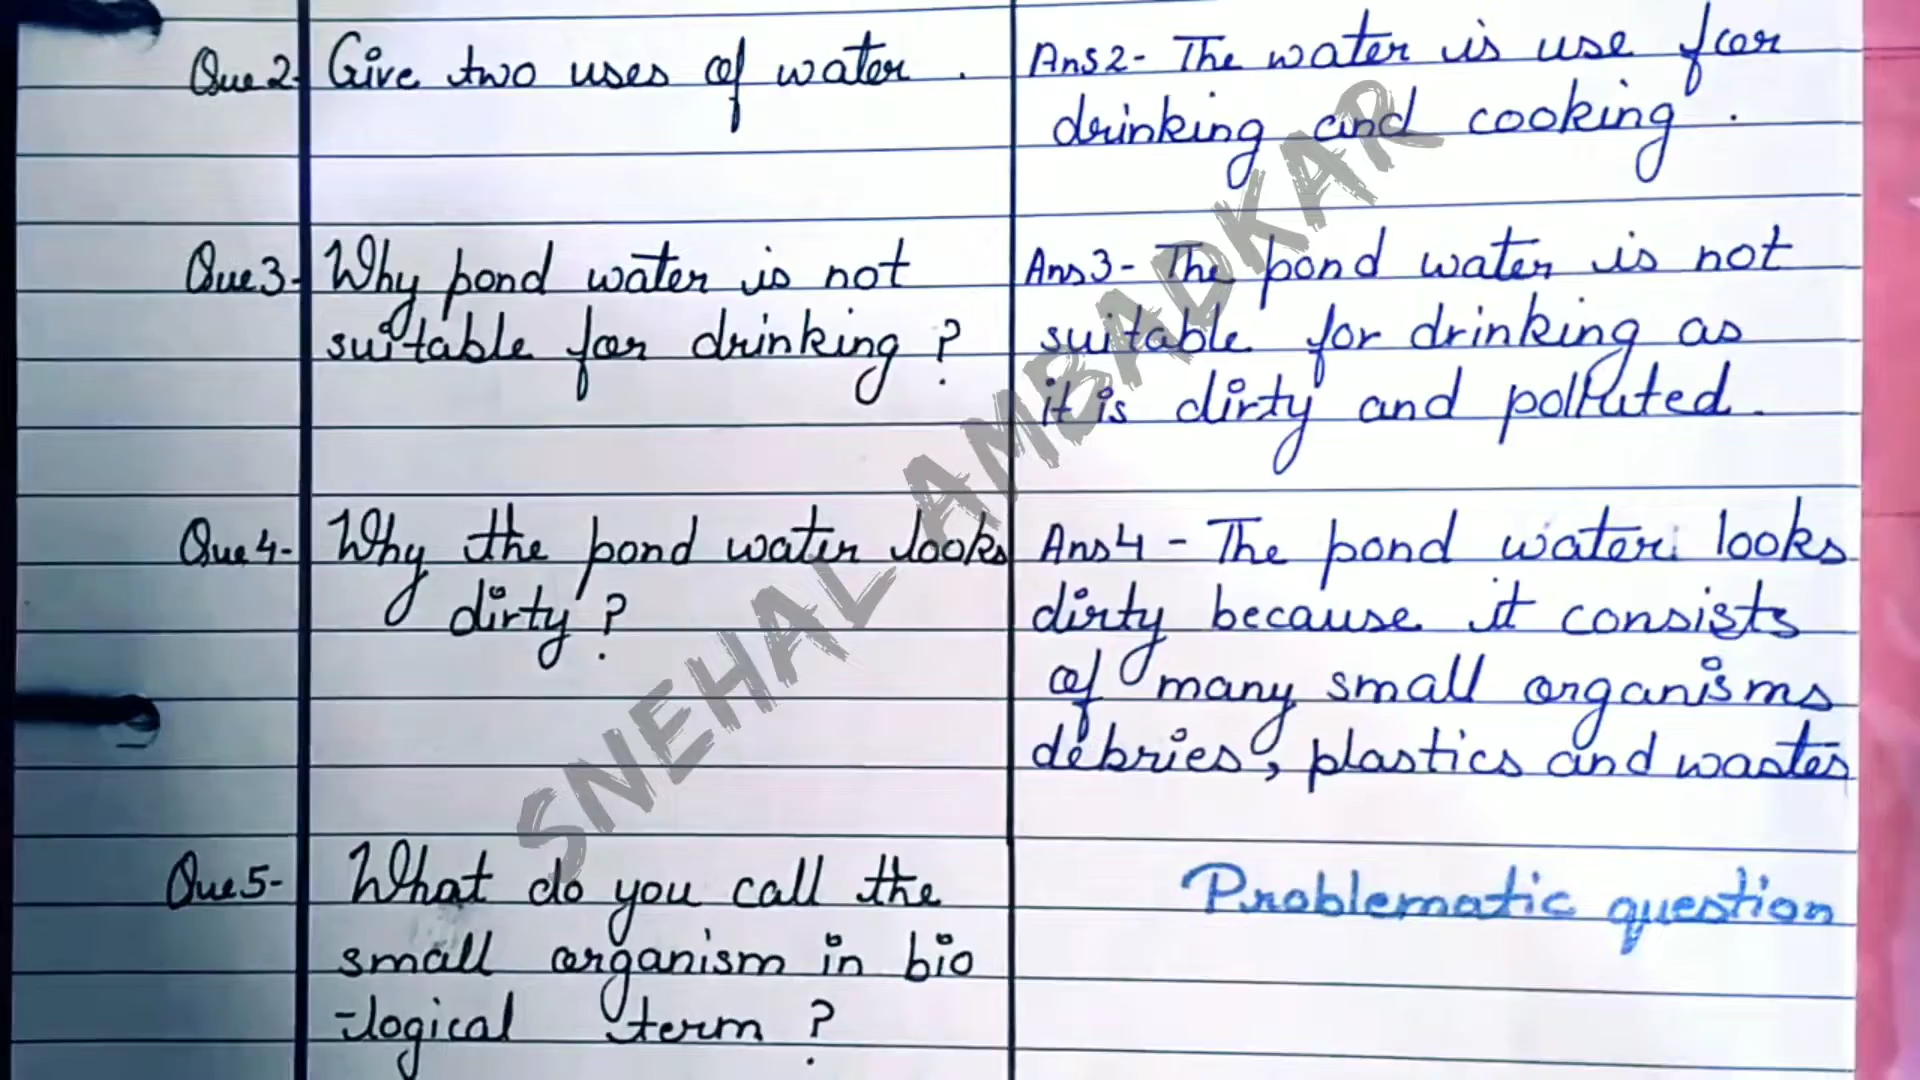 Que 2- Give two uses of water.
Ans 2- The water is use for
drinking and cooking.
Que 3- Why pond water is not
suitable for drinking ?
Ans 3- The pond water is not
suitable for drinking as
it is dirty and polluted.
Que 4- Why the pond water looks
dirty ?
Ans 4 - The pond water looks
dirty because it consists
of many small organisms
debries, plastics and wastes
Que 5- What do you call the
small organism in bio
-logical term ?
Problematic question
SNEHAL AMBADKAR